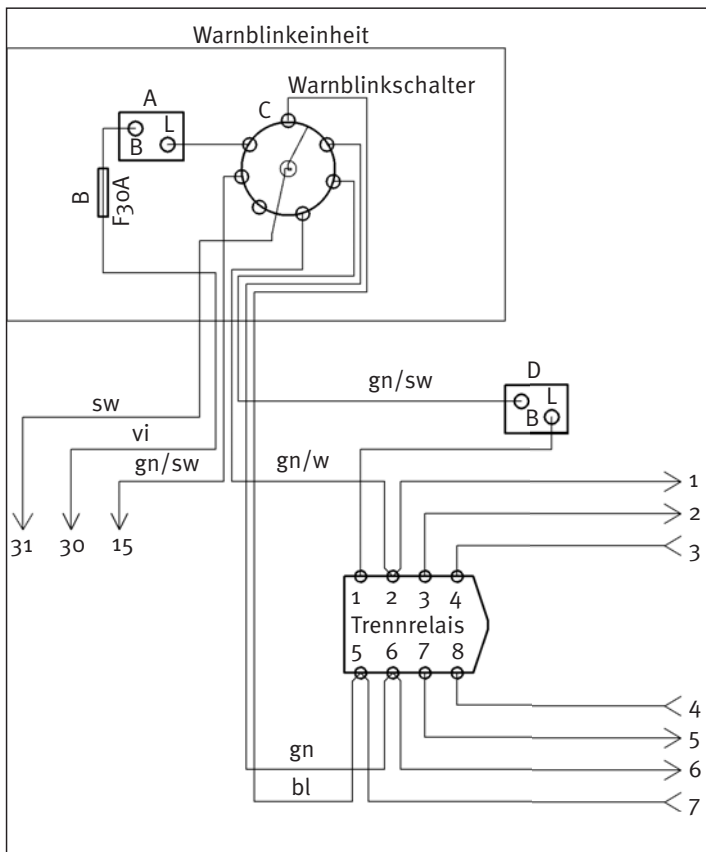 Warnblinkeinheit
Warnblinkschalter
A
C
B L
B
F30A
D
gn/sw
L
B
sw
vi
gn/sw
gn/w
1
2
3
31 30 15
1 2 3 4
Trennrelais
5 6 7 8
4
5
gn
6
bl
7